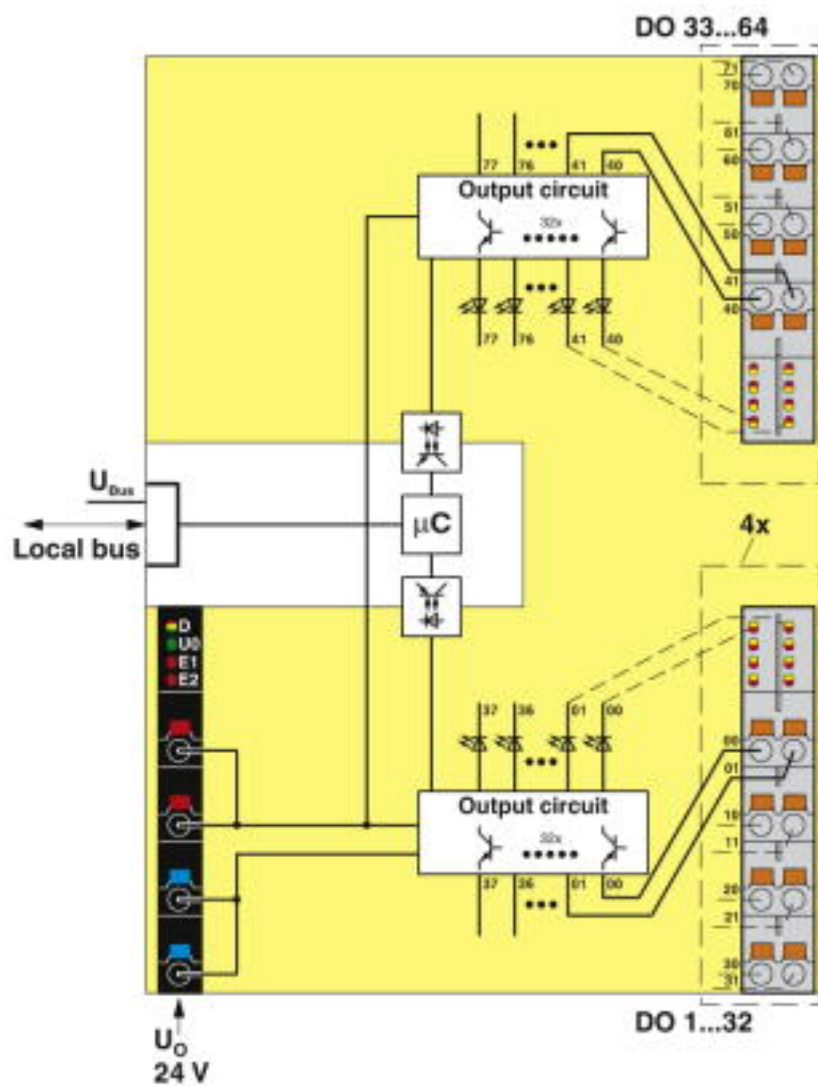 DO 33...64
71
70
61
60
51
50
41
40
77 76 41 40
Output circuit
32x
77 76 41 40
U Bus
Local bus
µC
4x
D
U0
E1
E2
37 36 01 00
Output circuit
32x
37 36 01 00
00
01
10
11
20
21
30
31
DO 1...32
UO
24 V